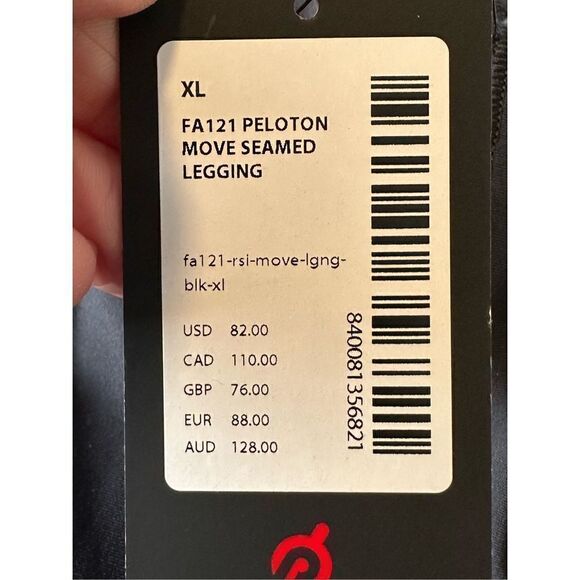 XL
FA121 PELOTON
MOVE SEAMED
LEGGING
fa121-rsi-move-lgng-
blk-xl
USD 82.00
CAD 110.00
GBP 76.00
EUR 88.00
AUD 128.00
840081356821